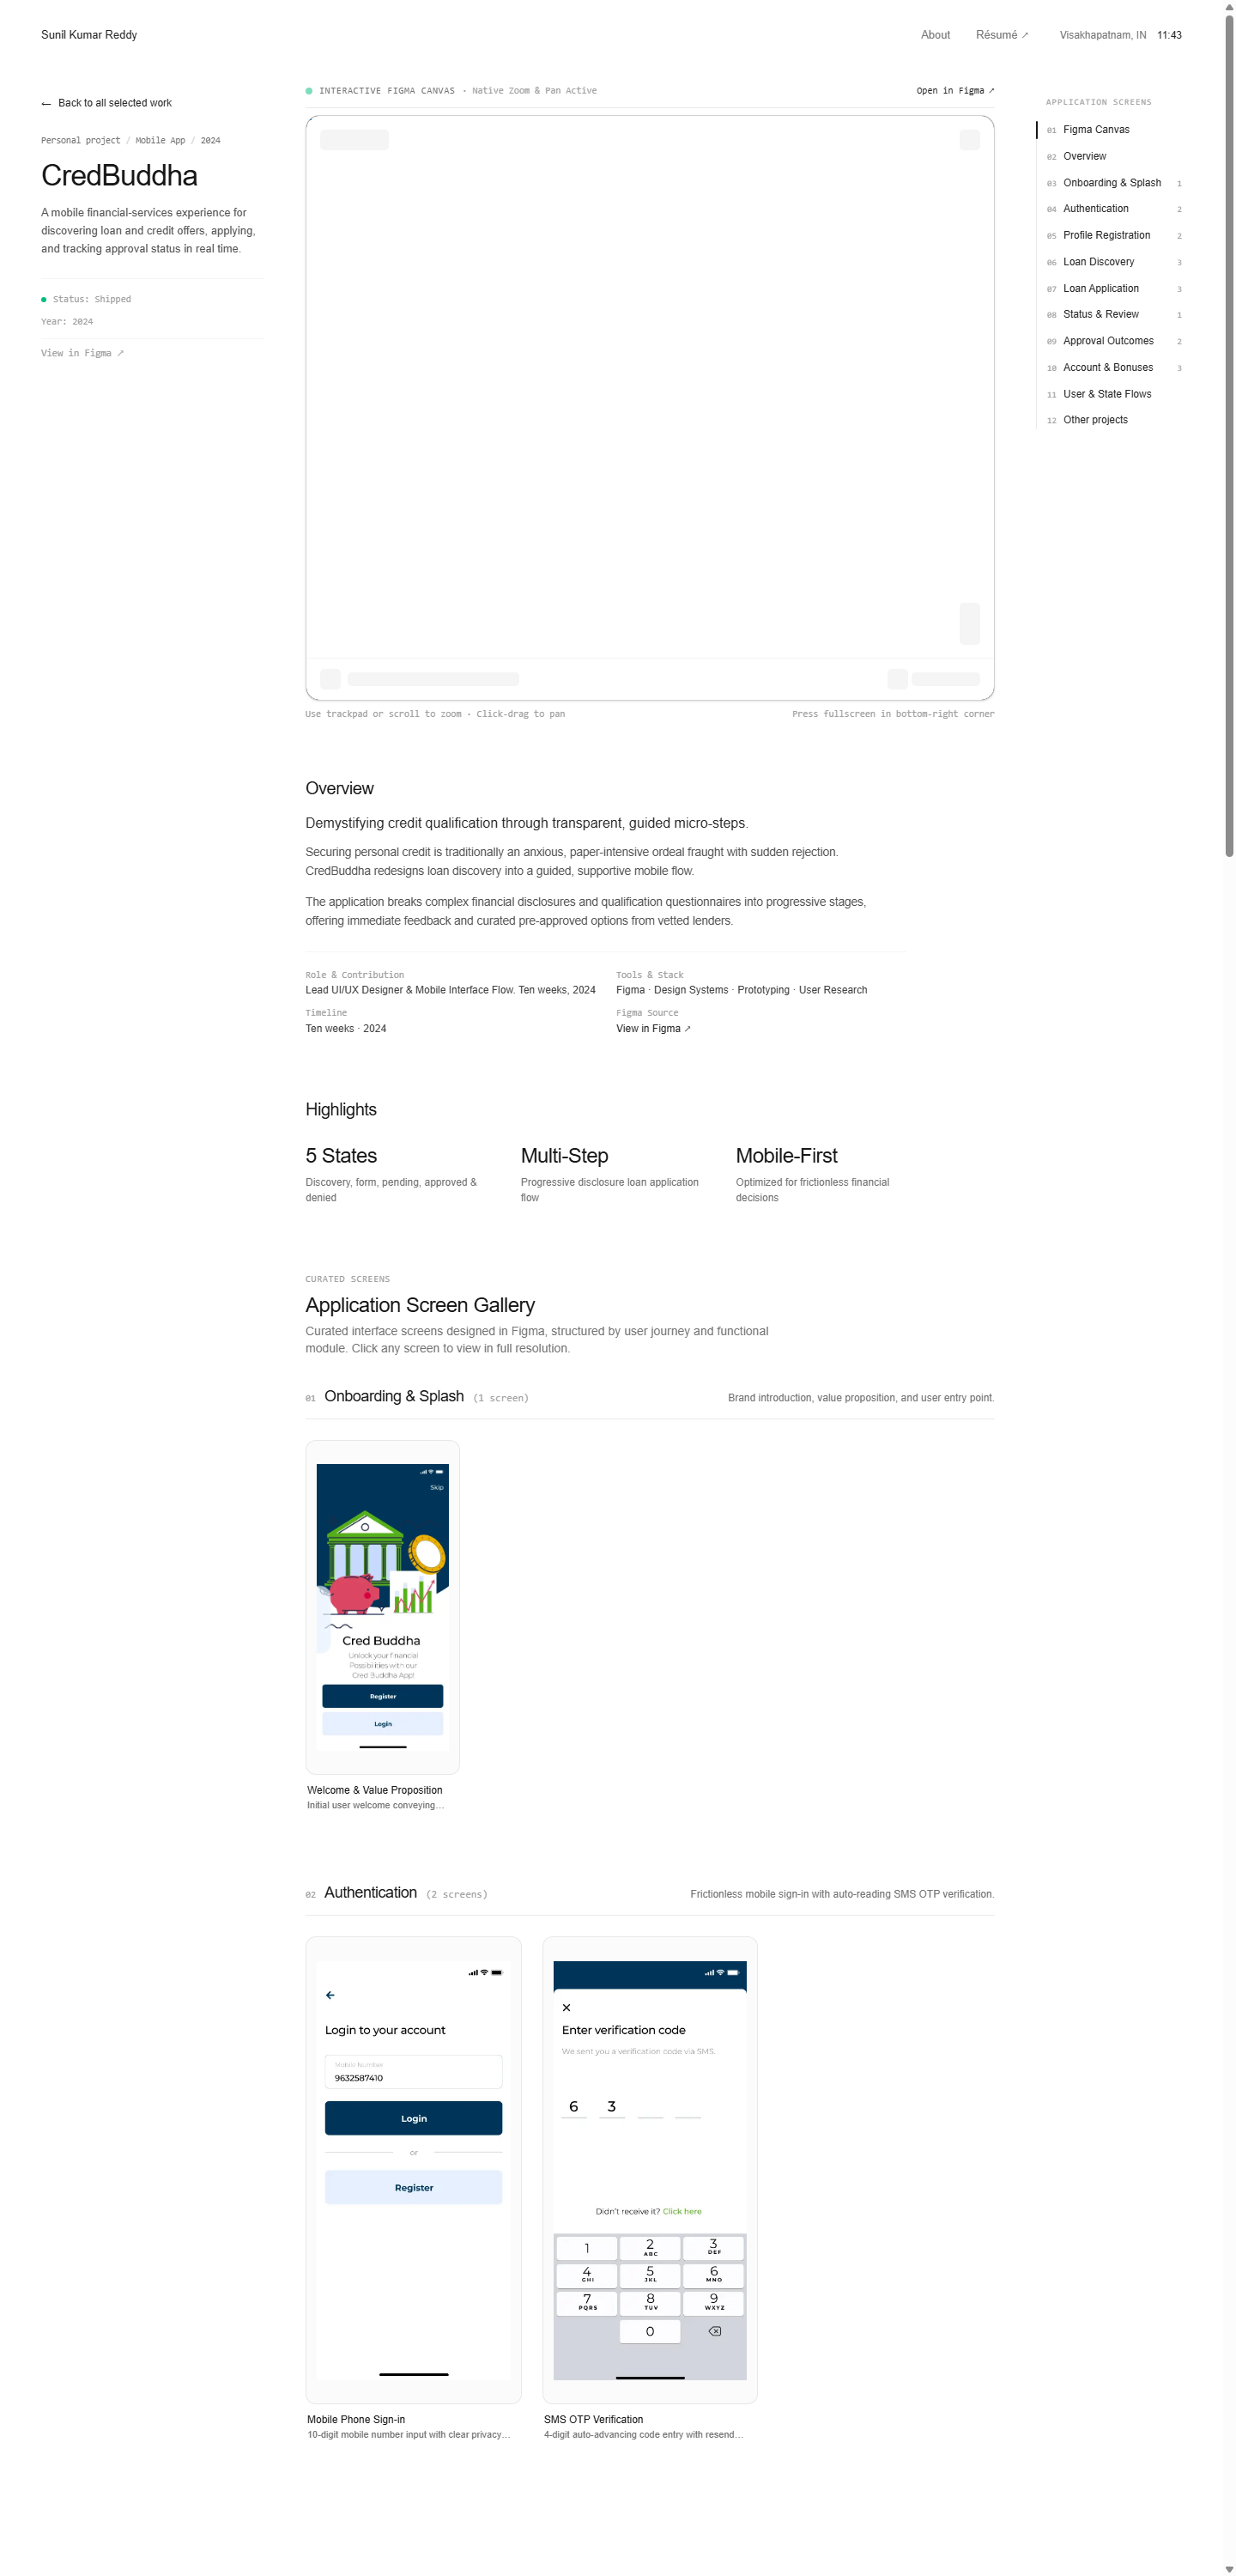 Sunil Kumar Reddy
About
Résumé ↗
Visakhapatnam, IN 11:43
← Back to all selected work
Personal project / Mobile App / 2024
CredBuddha
A mobile financial-services experience for
discovering loan and credit offers, applying,
and tracking approval status in real time.
Status: Shipped
Year: 2024
View in Figma ↗
INTERACTIVE FIGMA CANVAS · Native Zoom & Pan Active
Open in Figma ↗
Use trackpad or scroll to zoom · Click-drag to pan
Press fullscreen in bottom-right corner
APPLICATION SCREENS
01 Figma Canvas
02 Overview
03 Onboarding & Splash 1
04 Authentication 2
05 Profile Registration 2
06 Loan Discovery 3
07 Loan Application 3
08 Status & Review 1
09 Approval Outcomes 2
10 Account & Bonuses 3
11 User & State Flows
12 Other projects
Overview
Demystifying credit qualification through transparent, guided micro-steps.
Securing personal credit is traditionally an anxious, paper-intensive ordeal fraught with sudden rejection.
CredBuddha redesigns loan discovery into a guided, supportive mobile flow.
The application breaks complex financial disclosures and qualification questionnaires into progressive stages,
offering immediate feedback and curated pre-approved options from vetted lenders.
Role & Contribution
Lead UI/UX Designer & Mobile Interface Flow. Ten weeks, 2024
Tools & Stack
Figma · Design Systems · Prototyping · User Research
Timeline
Ten weeks · 2024
Figma Source
View in Figma ↗
Highlights
5 States
Discovery, form, pending, approved &
denied
Multi-Step
Progressive disclosure loan application
flow
Mobile-First
Optimized for frictionless financial
decisions
CURATED SCREENS
Application Screen Gallery
Curated interface screens designed in Figma, structured by user journey and functional
module. Click any screen to view in full resolution.
01 Onboarding & Splash (1 screen)
Brand introduction, value proposition, and user entry point.
Skip
Cred Buddha
Unlock your financial
Possibilities with our
Cred Buddha App!
Register
Login
Welcome & Value Proposition
Initial user welcome conveying...
02 Authentication (2 screens)
Frictionless mobile sign-in with auto-reading SMS OTP verification.
Login to your account
Mobile Number
9632587410
Login
or
Register
Mobile Phone Sign-in
10-digit mobile number input with clear privacy...
Enter verification code
We sent you a verification code via SMS.
6 3
Didn't receive it? Click here
1 2 3
ABC DEF
4 5 6
GHI JKL MNO
7 8 9
PQRS TUV WXYZ
0
SMS OTP Verification
4-digit auto-advancing code entry with resend...